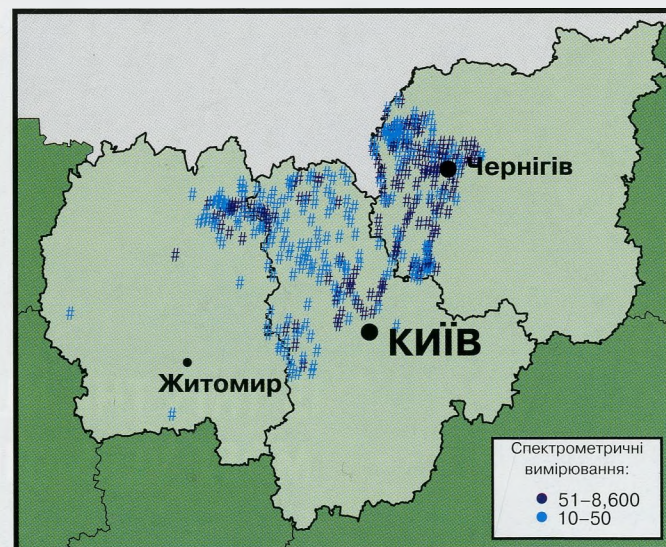 Чернігів
КИЇВ
Житомир
Спектрометричні
вимірювання:
51–8,600
10–50